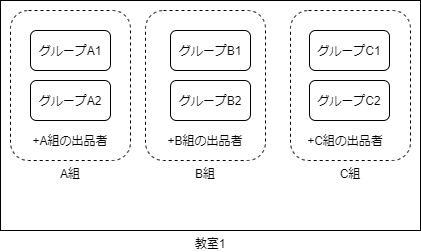 グループA1
グループB1
グループC1
グループA2
グループB2
グループC2
+A組の出品者
+B組の出品者
+C組の出品者
A組
B組
C組
教室1